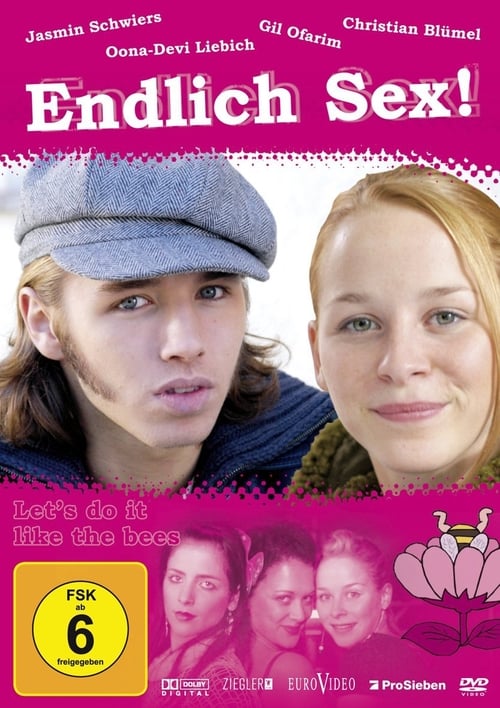 Jasmin Schwiers
Oona-Devi Liebich
Gil Ofarim
Christian Blümel
Endlich Sex!
Let's do it
like the bees
FSK
ab
6
freigegeben
DOLBY
DIGITAL
ZIEGLER
EUROVIDEO
ProSieben
DVD
VIDEO